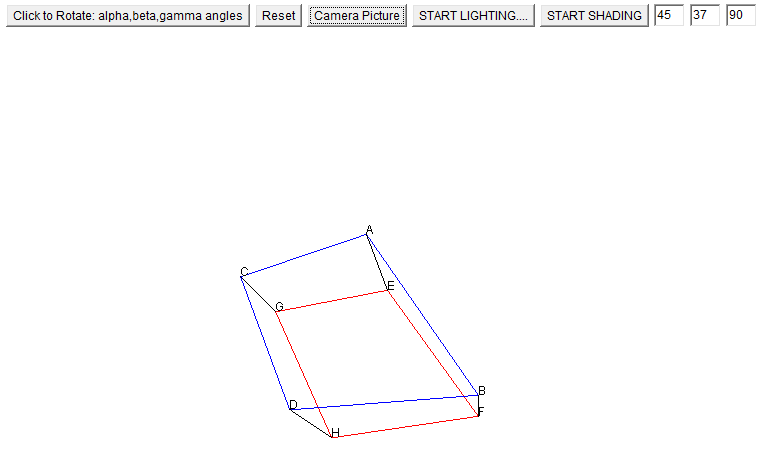 Click to Rotate: alpha,beta,gamma angles Reset Camera Picture START LIGHTING.... START SHADING 45 37 90
A
C
E
G
B
D
F
H